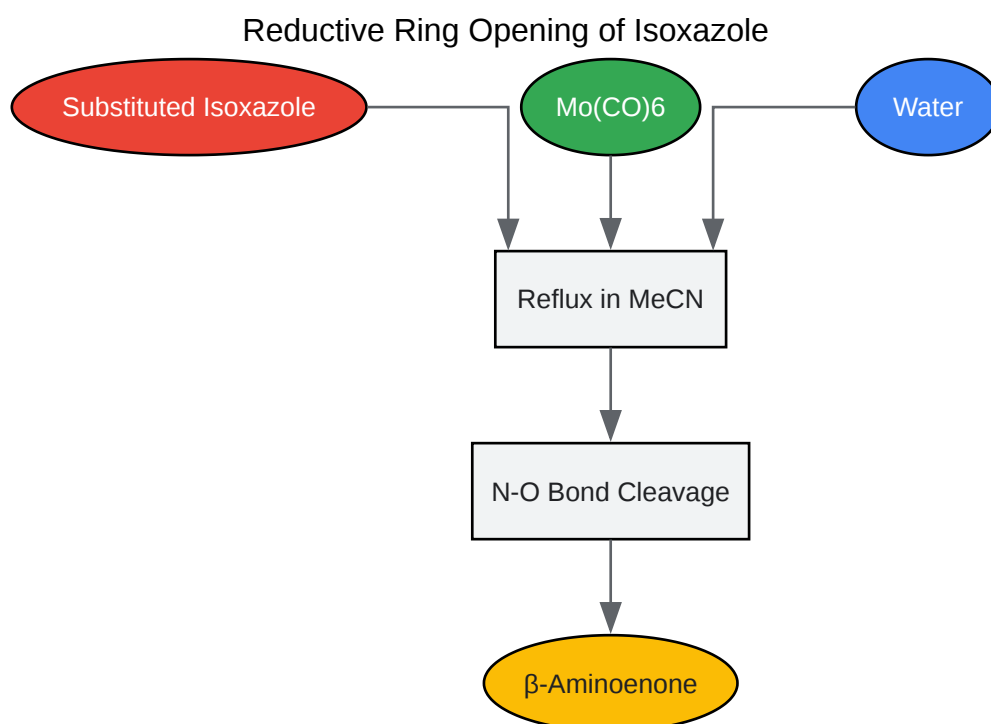 Reductive Ring Opening of Isoxazole
Substituted Isoxazole
Mo(CO)6
Water
Reflux in MeCN
N-O Bond Cleavage
β-Aminoenone